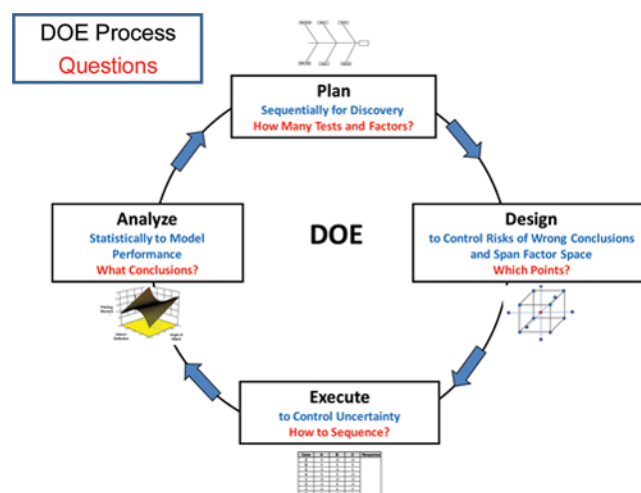 DOE Process
Questions
Plan
Sequentially for Discovery
How Many Tests and Factors?
Analyze
Statistically to Model
Performance
What Conclusions?
DOE
Design
to Control Risks of Wrong Conclusions
and Span Factor Space
Which Points?
Execute
to Control Uncertainty
How to Sequence?